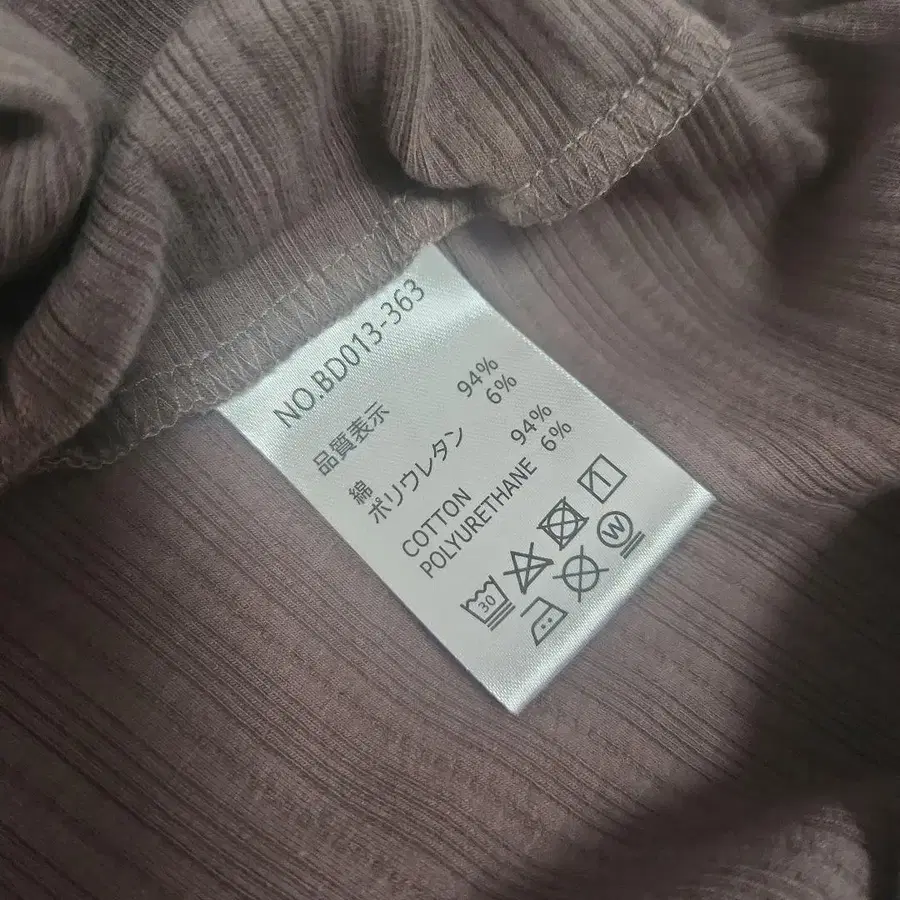 NO.BD013-363
品質表示
綿 94%
ポリウレタン 6%
COTTON 94%
POLYURETHANE 6%
30
W